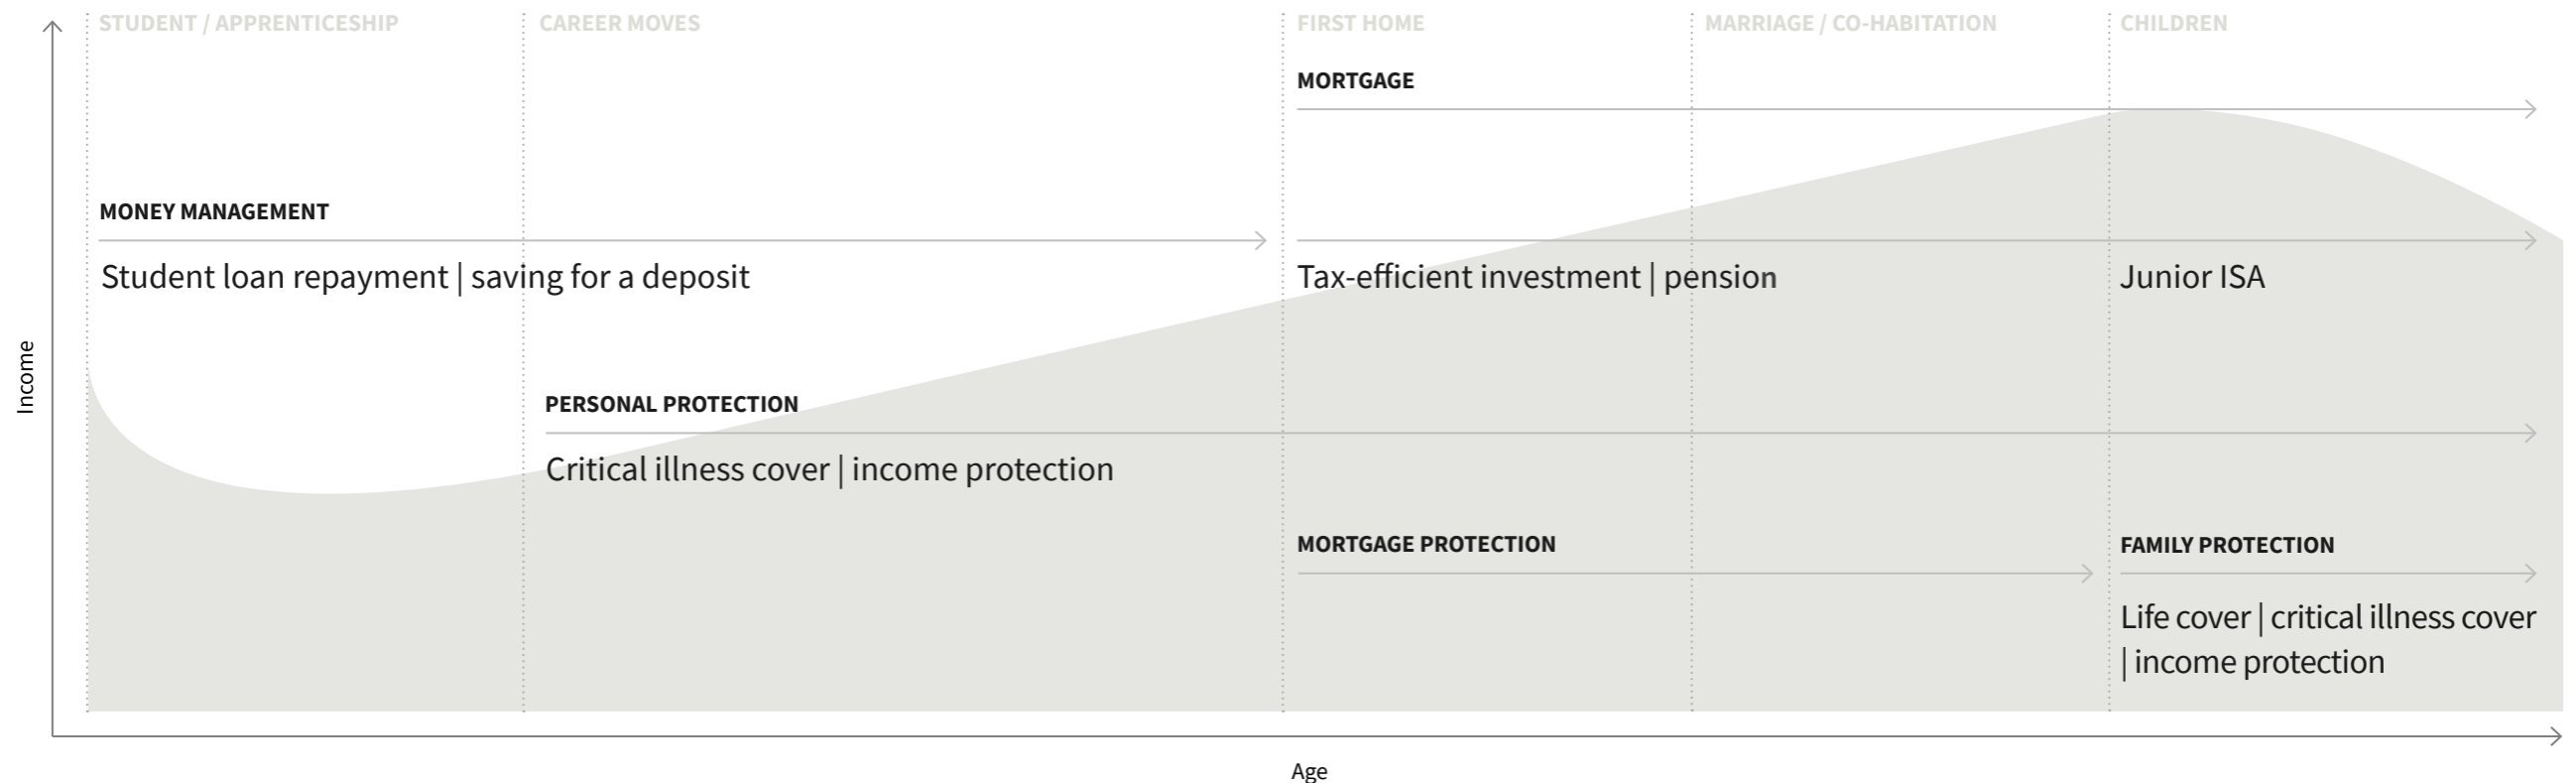 STUDENT / APPRENTICESHIP
CAREER MOVES
FIRST HOME
MARRIAGE / CO-HABITATION
CHILDREN
MORTGAGE
MONEY MANAGEMENT
Student loan repayment | saving for a deposit
Tax-efficient investment | pension
Junior ISA
Income
PERSONAL PROTECTION
Critical illness cover | income protection
MORTGAGE PROTECTION
FAMILY PROTECTION
Life cover | critical illness cover
| income protection
Age